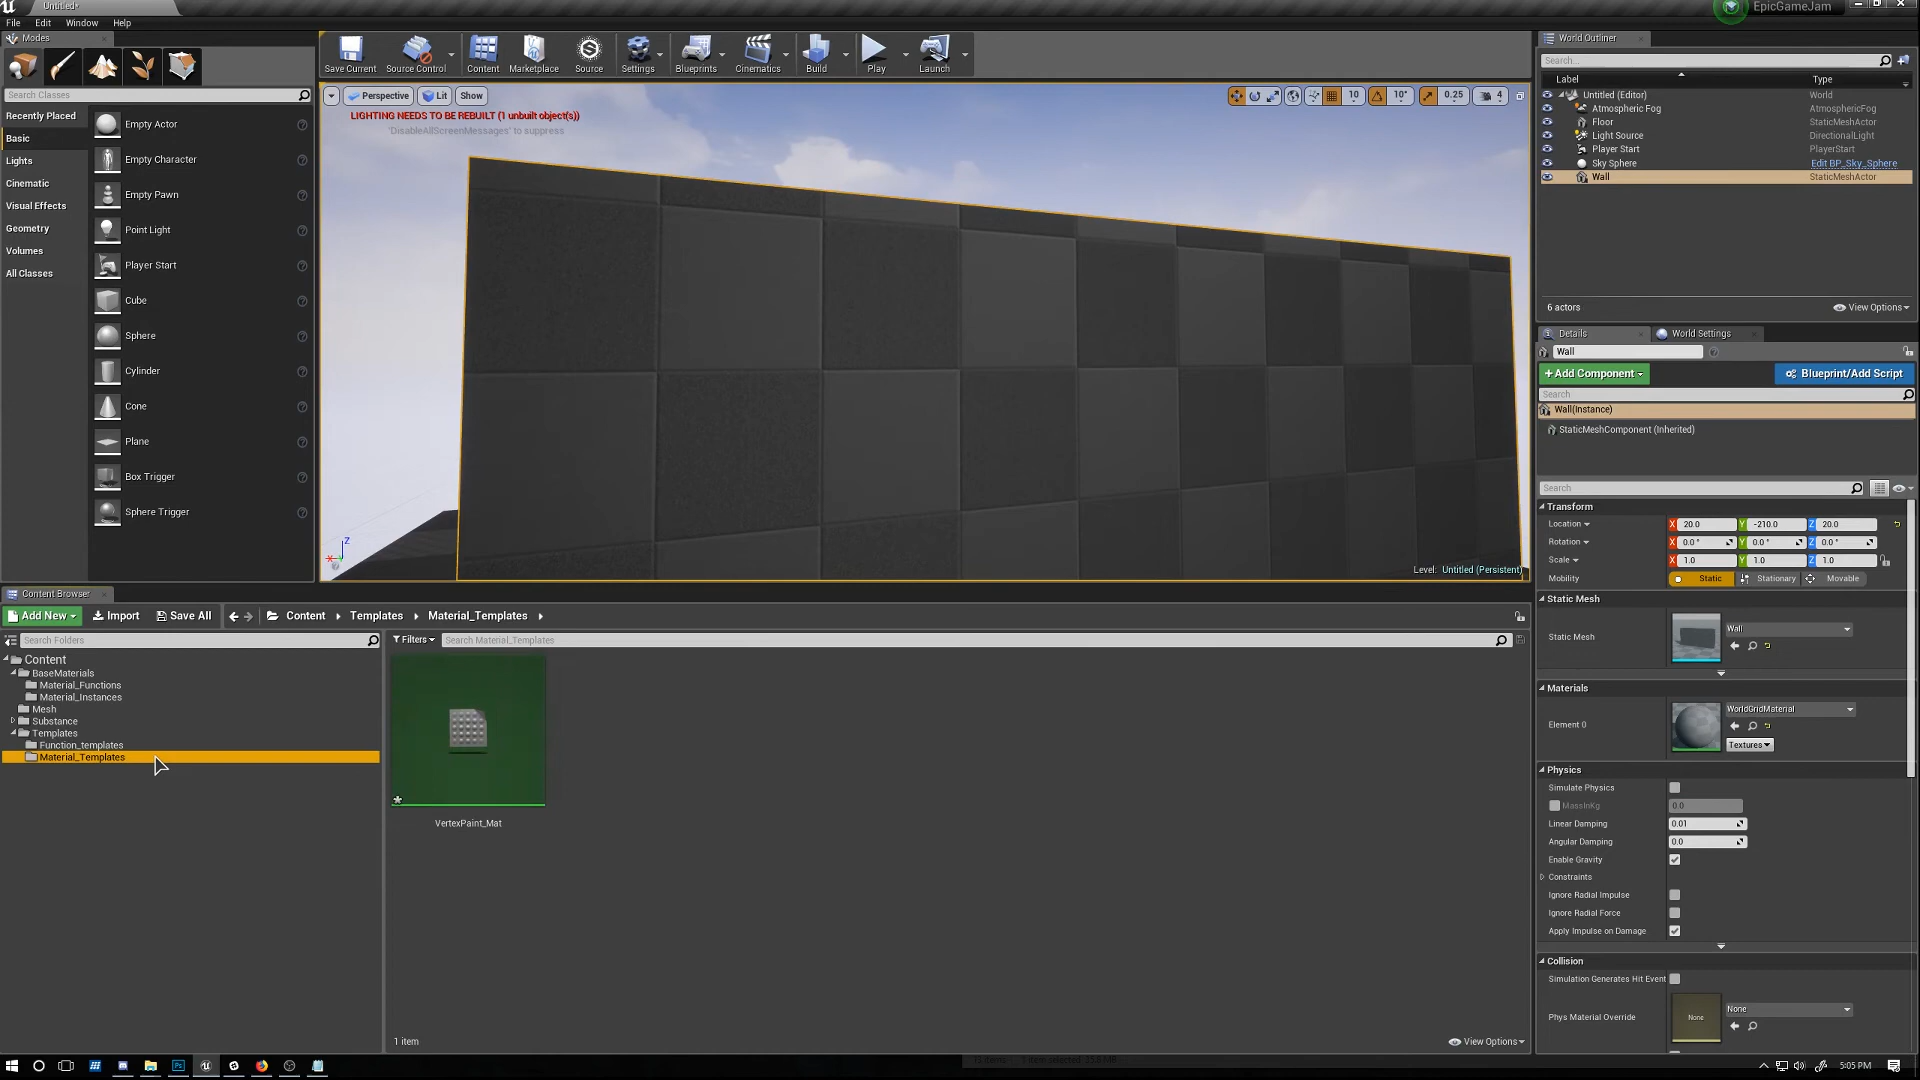 Untitled*
EpicGameJam
File Edit Window Help
Modes
Search Classes
Recently Placed
Basic
Lights
Cinematic
Visual Effects
Geometry
Volumes
All Classes
Empty Actor
Empty Character
Empty Pawn
Point Light
Player Start
Cube
Sphere
Cylinder
Cone
Plane
Box Trigger
Sphere Trigger
Save Current
Source Control
Content
Marketplace
Source
Settings
Blueprints
Cinematics
Build
Play
Launch
Perspective Lit Show
10 10° 0.25 4
LIGHTING NEEDS TO BE REBUILT (1 unbuilt object(s))
'DisableAllScreenMessages' to suppress
Z
X
Level: Untitled (Persistent)
World Outliner
Search...
Label Type
Untitled (Editor) World
Atmospheric Fog AtmosphericFog
Floor StaticMeshActor
Light Source DirectionalLight
Player Start PlayerStart
Sky Sphere Edit BP_Sky_Sphere
Wall StaticMeshActor
6 actors
View Options
Details World Settings
Wall
+Add Component
Blueprint/Add Script
Search
Wall(Instance)
StaticMeshComponent (Inherited)
Search
Transform
Location X 20.0 Y -210.0 Z 20.0
Rotation X 0.0° Y 0.0° Z 0.0°
Scale X 1.0 Y 1.0 Z 1.0
Mobility Static Stationary Movable
Static Mesh
Static Mesh Wall
Materials
Element 0 WorldGridMaterial
Textures
Physics
Simulate Physics
MassInKg 0.0
Linear Damping 0.01
Angular Damping 0.0
Enable Gravity
Constraints
Ignore Radial Impulse
Ignore Radial Force
Apply Impulse on Damage
Collision
Simulation Generates Hit Event
Phys Material Override None None
Content Browser
Add New Import Save All Content Templates Material_Templates
Search Folders
Filters Search Material_Templates
Content
BaseMaterials
Material_Functions
Material_Instances
Mesh
Substance
Templates
Function_templates
Material_Templates
VertexPaint_Mat
1 item
View Options
5:05 PM